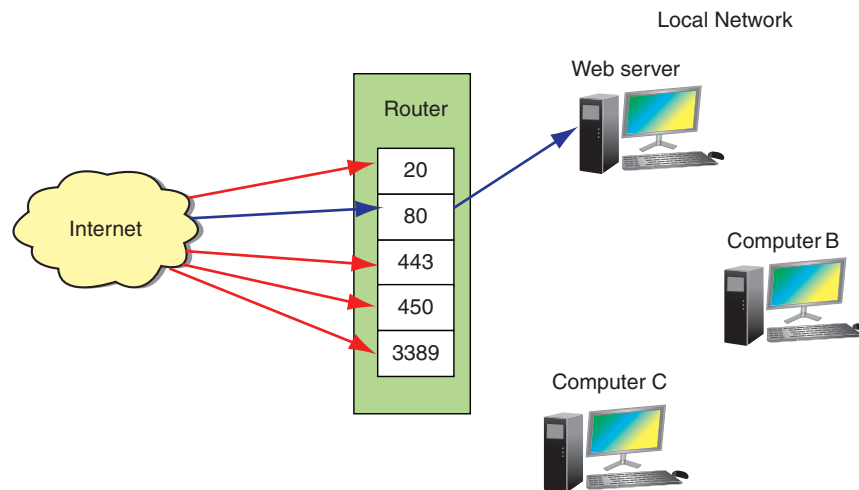 Local Network
Web server
Router
20
80
Internet
Computer B
443
450
3389
Computer C